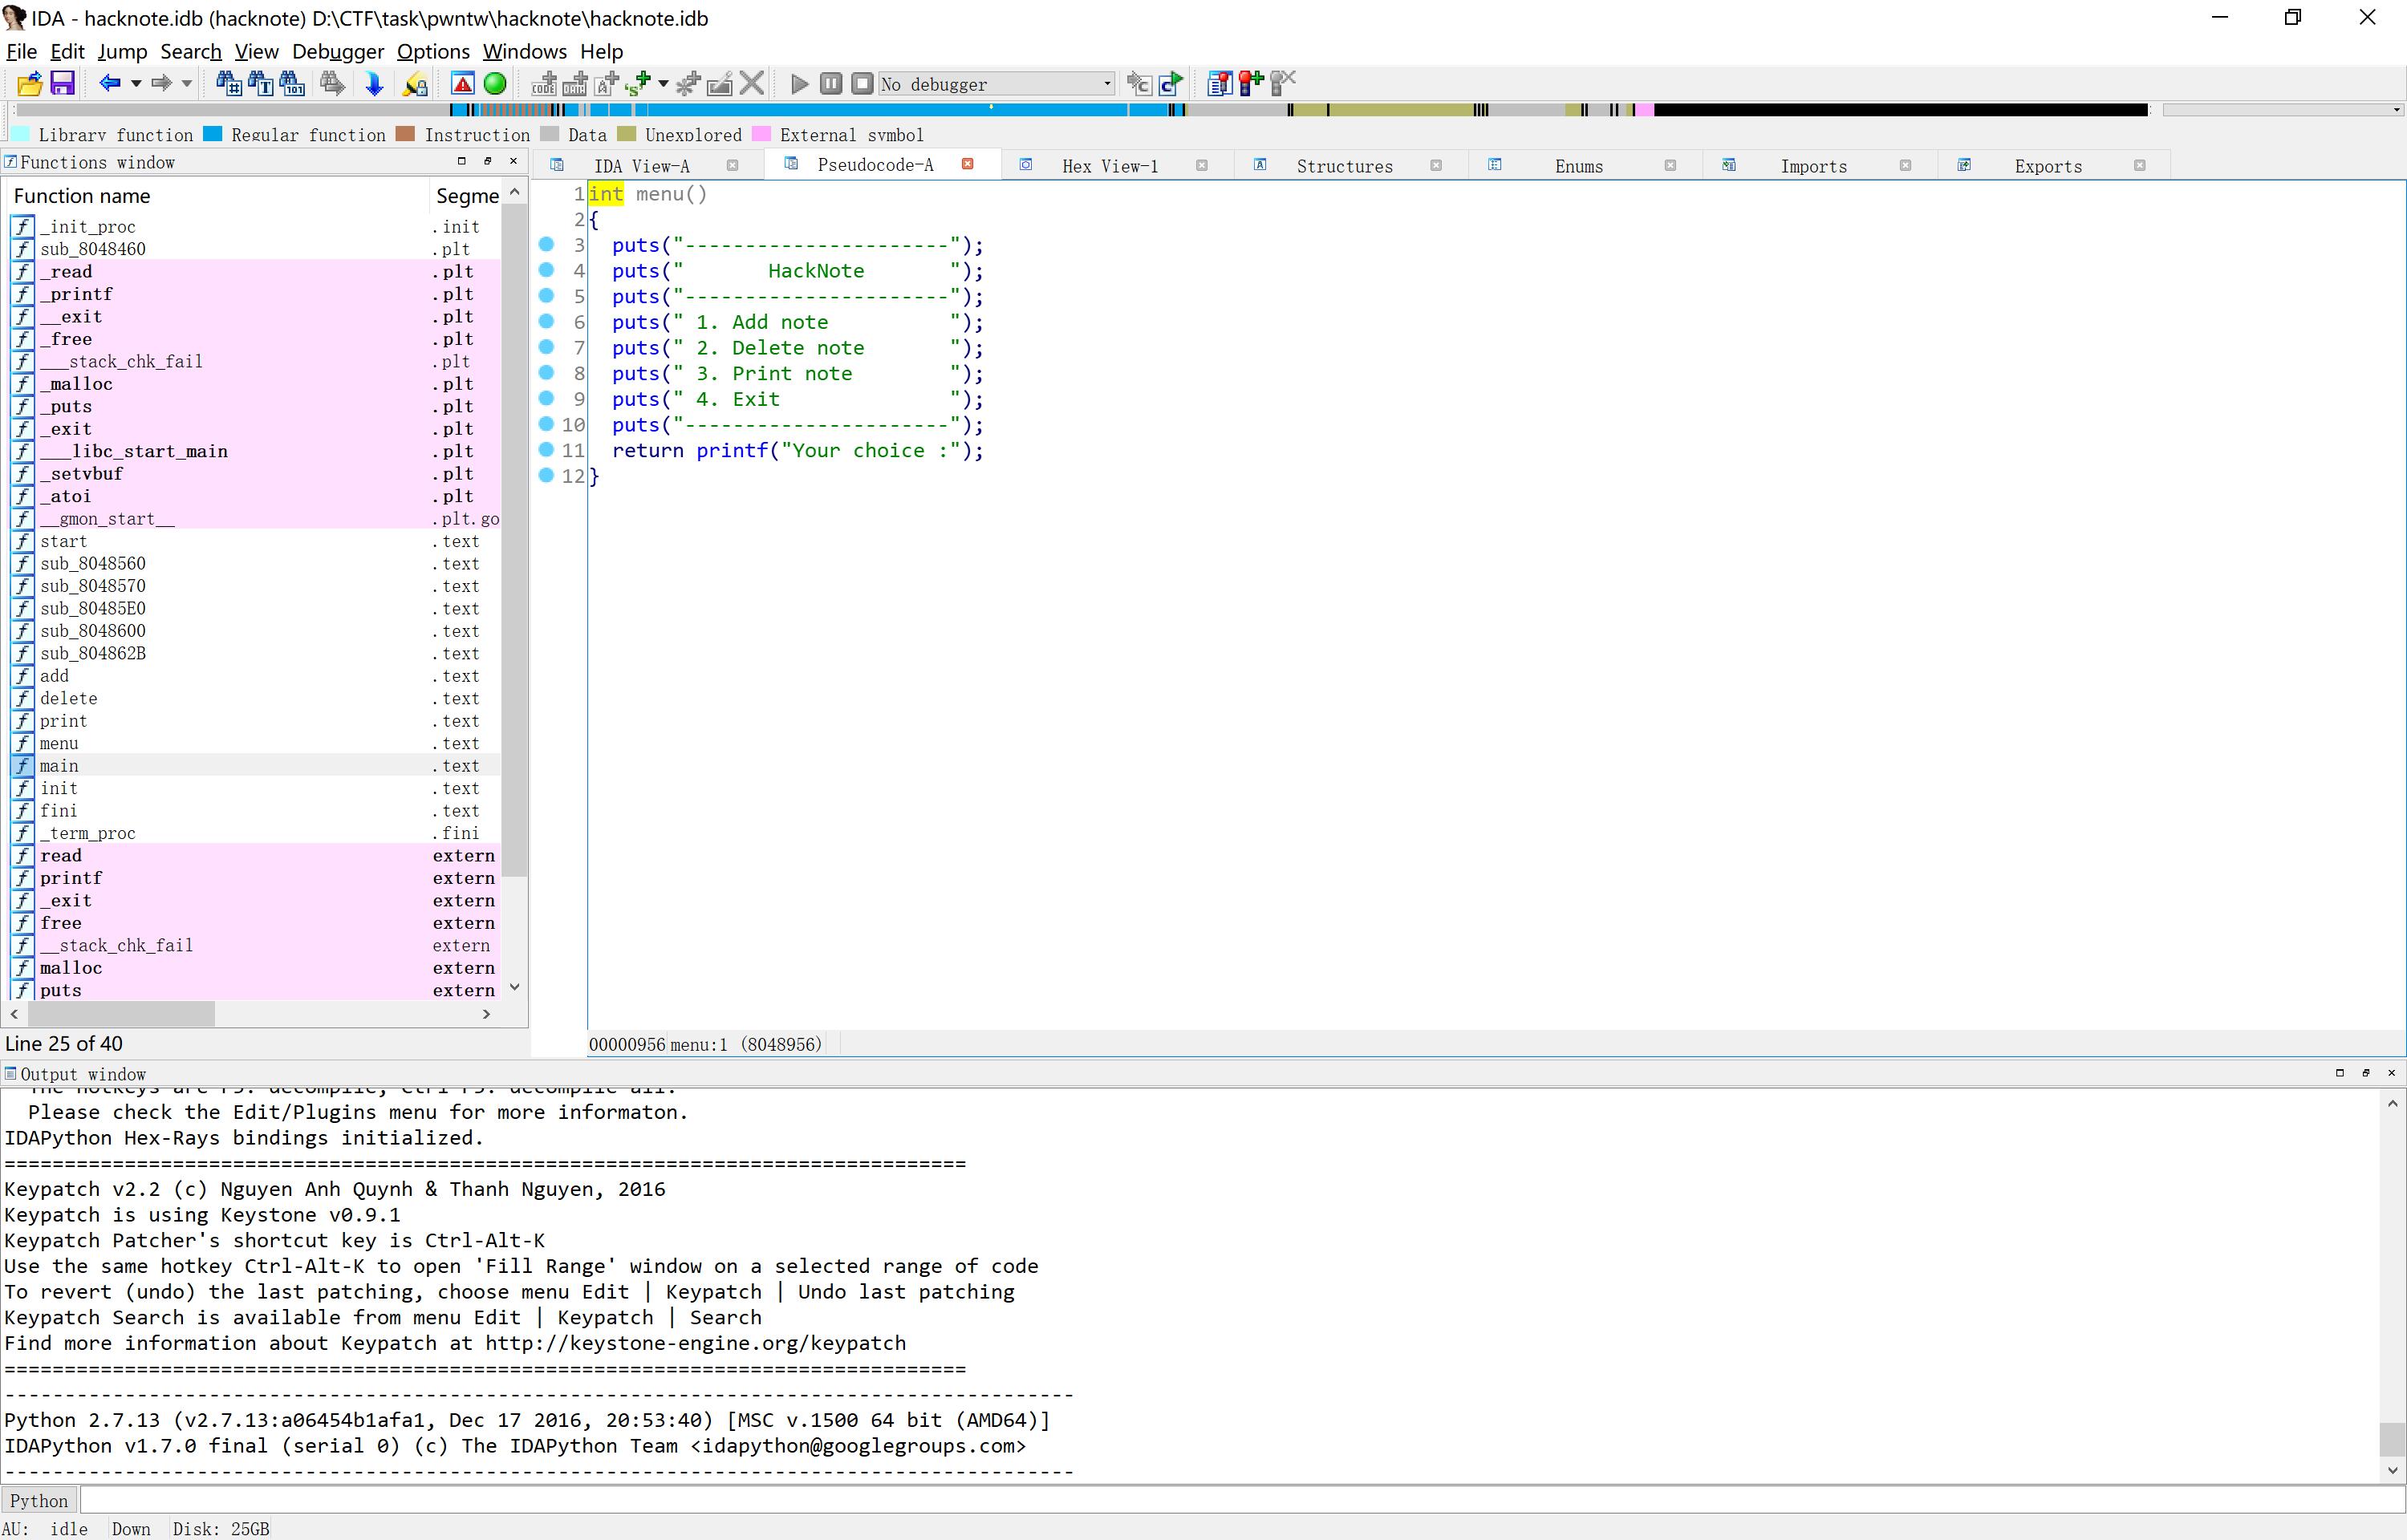 IDA - hacknote.idb (hacknote) D:\CTF\task\pwntw\hacknote\hacknote.idb
File Edit Jump Search View Debugger Options Windows Help
No debugger
Library function Regular function Instruction Data Unexplored External symbol
Functions window
IDA View-A Pseudocode-A Hex View-1 Structures Enums Imports Exports
Function name Segme
_init_proc .init
sub_8048460 .plt
_read .plt
_printf .plt
__exit .plt
_free .plt
___stack_chk_fail .plt
_malloc .plt
_puts .plt
_exit .plt
___libc_start_main .plt
_setvbuf .plt
_atoi .plt
__gmon_start__ .plt.go
start .text
sub_8048560 .text
sub_8048570 .text
sub_80485E0 .text
sub_8048600 .text
sub_804862B .text
add .text
delete .text
print .text
menu .text
main .text
init .text
fini .text
_term_proc .fini
read extern
printf extern
_exit extern
free extern
__stack_chk_fail extern
malloc extern
puts extern
Line 25 of 40
1 int menu()
2 {
3   puts("----------------------");
4   puts("       HackNote       ");
5   puts("----------------------");
6   puts(" 1. Add note          ");
7   puts(" 2. Delete note       ");
8   puts(" 3. Print note        ");
9   puts(" 4. Exit              ");
10   puts("----------------------");
11   return printf("Your choice :");
12 }
00000956 menu:1 (8048956)
Output window
The hotkeys are F5: decompile, Ctrl-F5: decompile all.
Please check the Edit/Plugins menu for more informaton.
IDAPython Hex-Rays bindings initialized.
================================================================================
Keypatch v2.2 (c) Nguyen Anh Quynh & Thanh Nguyen, 2016
Keypatch is using Keystone v0.9.1
Keypatch Patcher's shortcut key is Ctrl-Alt-K
Use the same hotkey Ctrl-Alt-K to open 'Fill Range' window on a selected range of code
To revert (undo) the last patching, choose menu Edit | Keypatch | Undo last patching
Keypatch Search is available from menu Edit | Keypatch | Search
Find more information about Keypatch at http://keystone-engine.org/keypatch
================================================================================
-----------------------------------------------------------------------------------------
Python 2.7.13 (v2.7.13:a06454b1afa1, Dec 17 2016, 20:53:40) [MSC v.1500 64 bit (AMD64)]
IDAPython v1.7.0 final (serial 0) (c) The IDAPython Team <idapython@googlegroups.com>
-----------------------------------------------------------------------------------------
Python
AU: idle Down Disk: 25GB